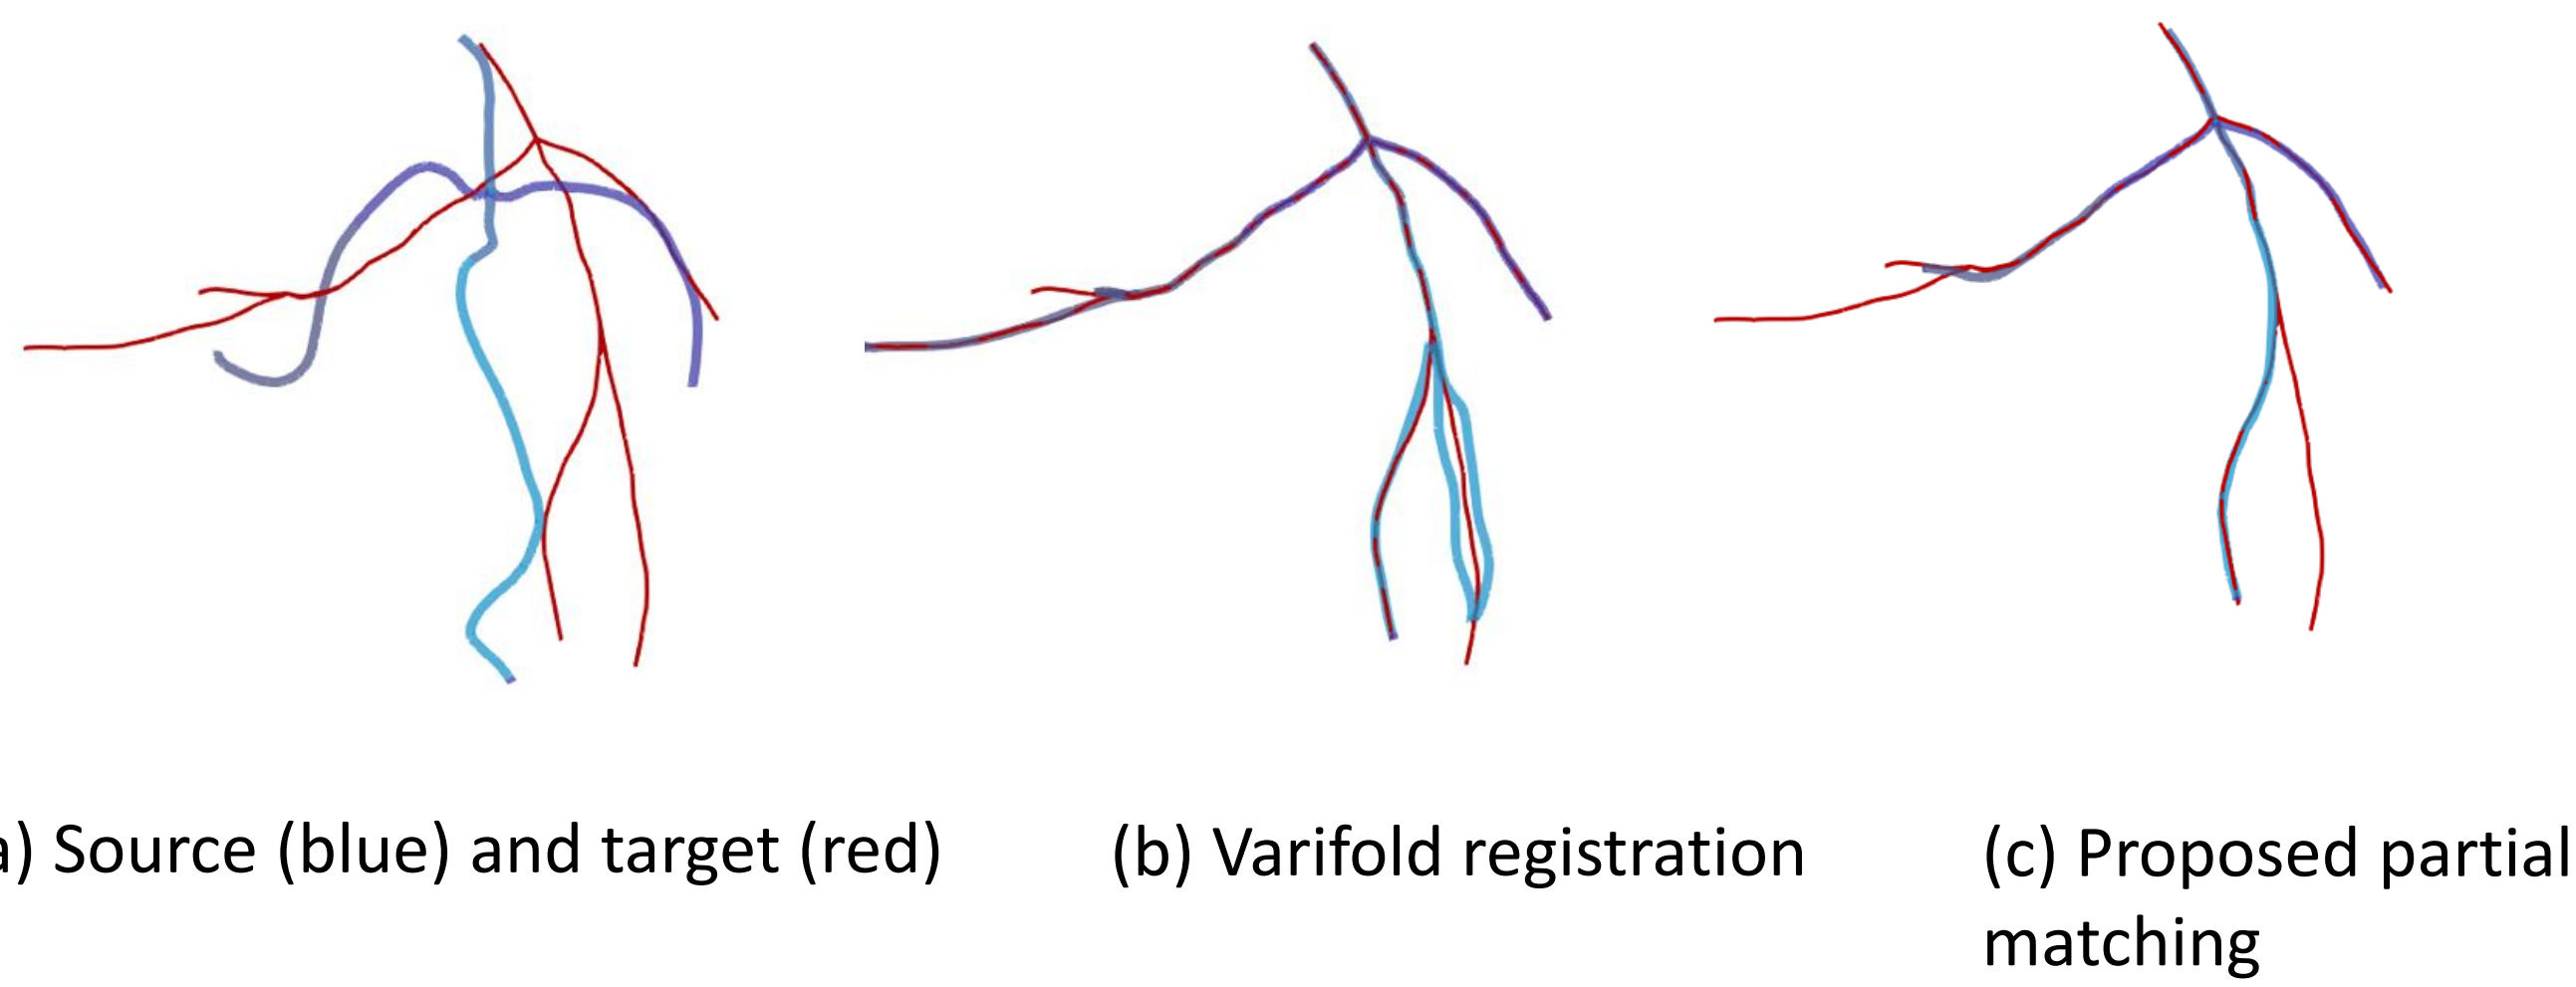 a) Source (blue) and target (red)
(b) Varifold registration
(c) Proposed partial
matching